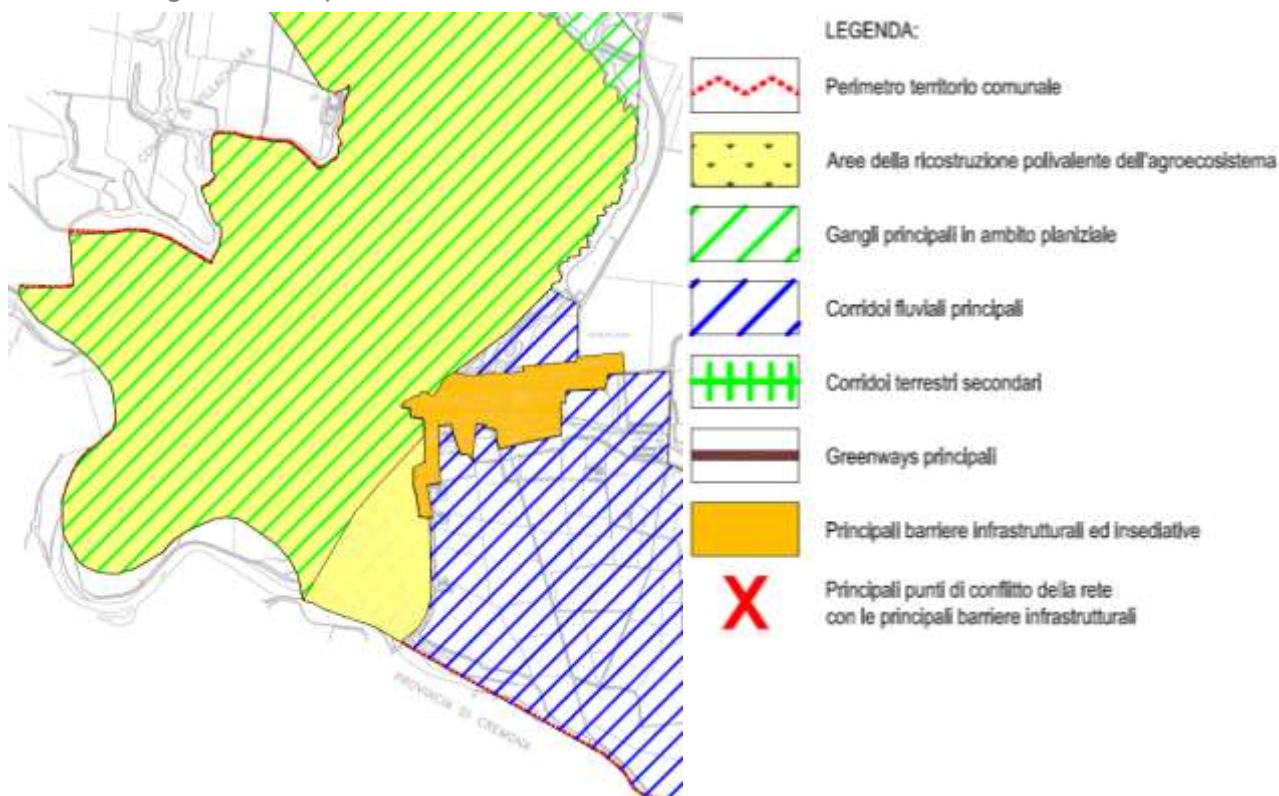 LEGENDA:
Perimetro territorio comunale
Aree della ricostruzione polivalente dell'agroecosistema
Gangli principali in ambito planiziale
Corridoi fluviali principali
Corridoi terrestri secondari
Greenways principali
Principali barriere infrastrutturali ed insediative
X Principali punti di conflitto della rete
con le principali barriere infrastrutturali
PROVINCIA DI CREMONA